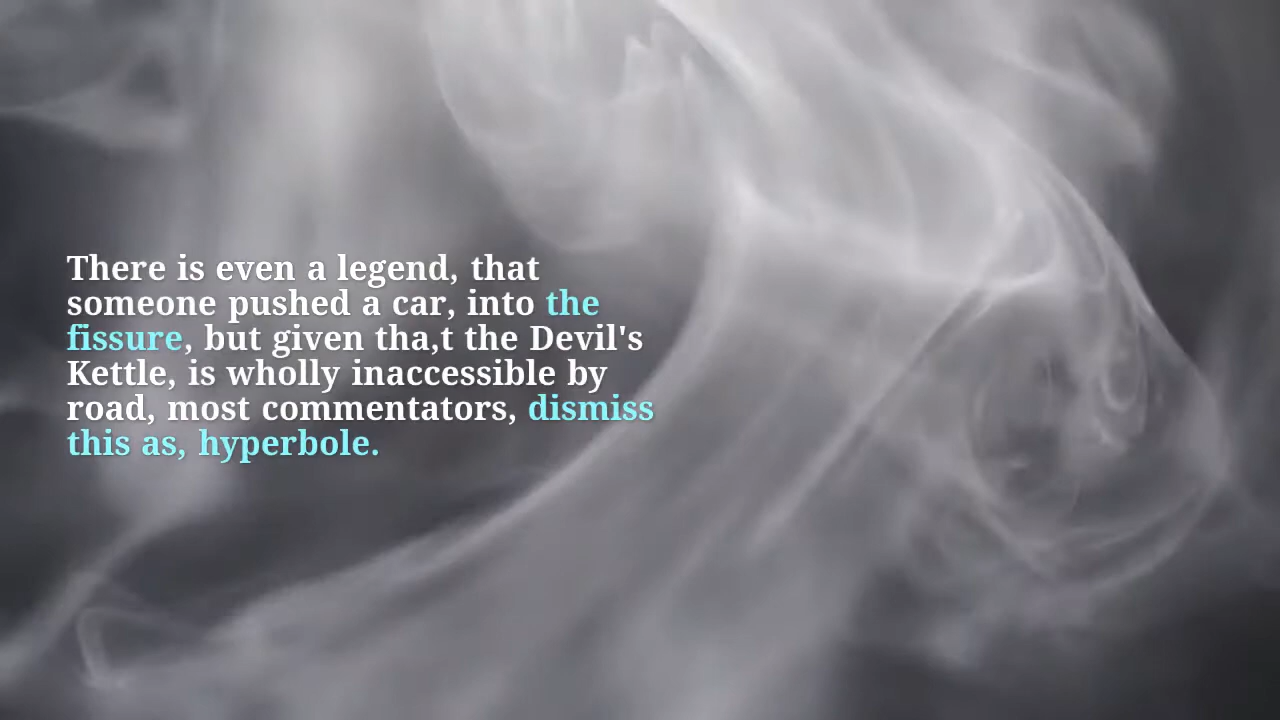 There is even a legend, that
someone pushed a car, into the
fissure, but given tha,t the Devil's
Kettle, is wholly inaccessible by
road, most commentators, dismiss
this as, hyperbole.